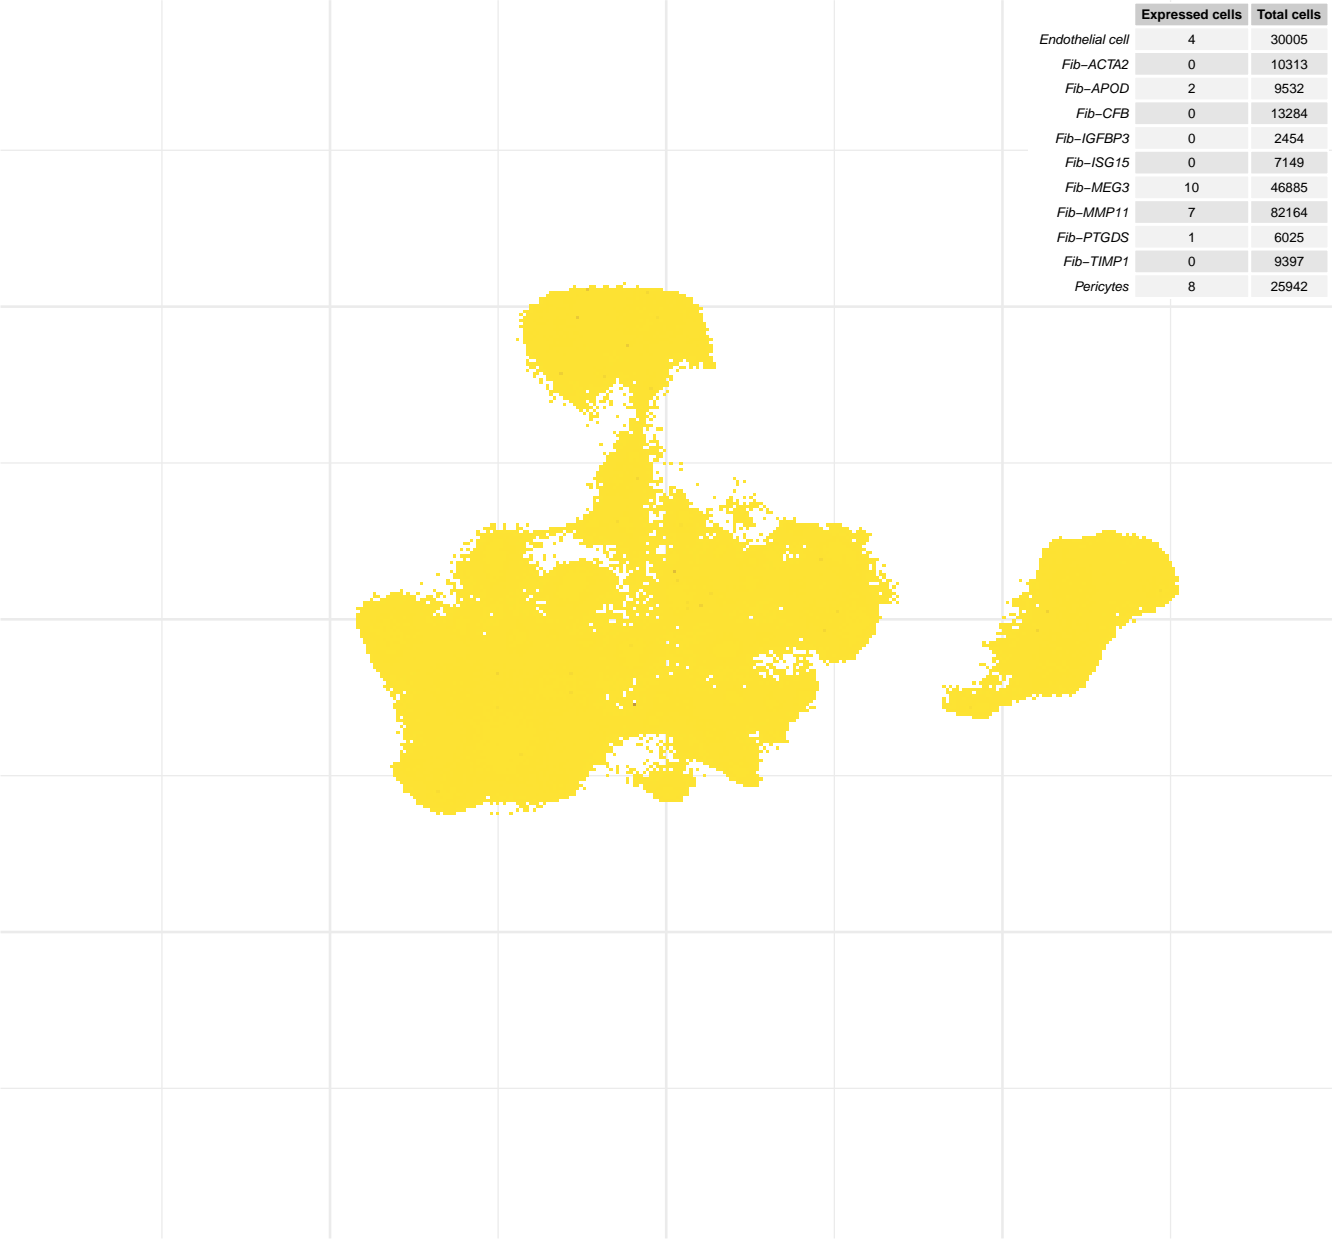 Expressed cells Total cells
Endothelial cell 4 30005
Fib−ACTA2 0 10313
Fib−APOD 2 9532
Fib−CFB 0 13284
Fib−IGFBP3 0 2454
Fib−ISG15 0 7149
Fib−MEG3 10 46885
Fib−MMP11 7 82164
Fib−PTGDS 1 6025
Fib−TIMP1 0 9397
Pericytes 8 25942